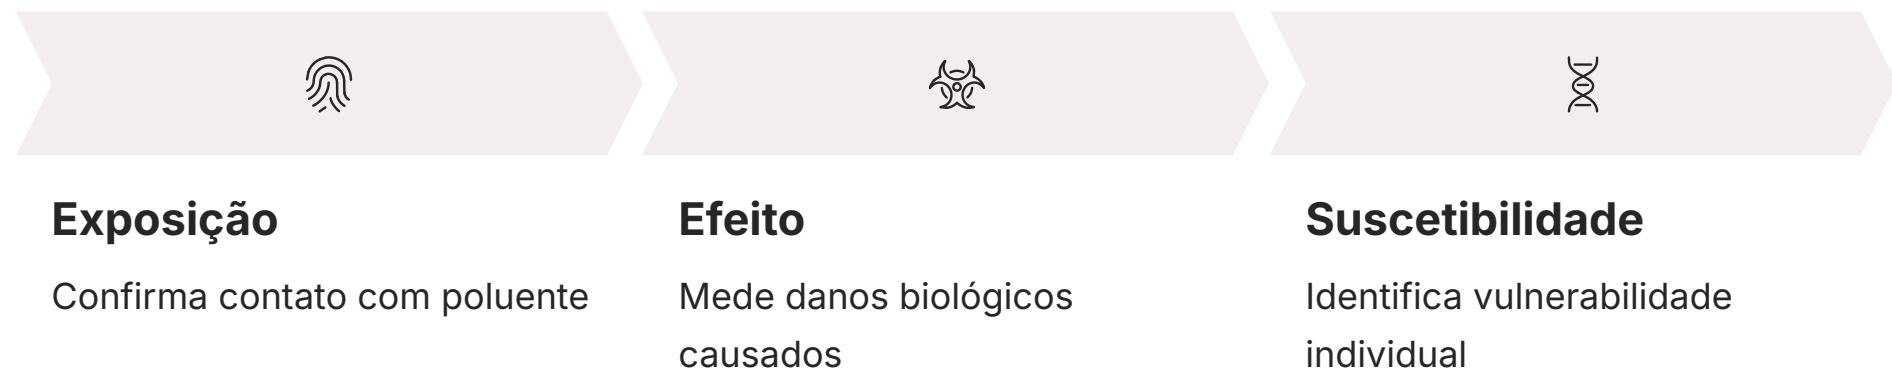 Exposição
Confirma contato com poluente
Efeito
Mede danos biológicos
causados
Suscetibilidade
Identifica vulnerabilidade
individual